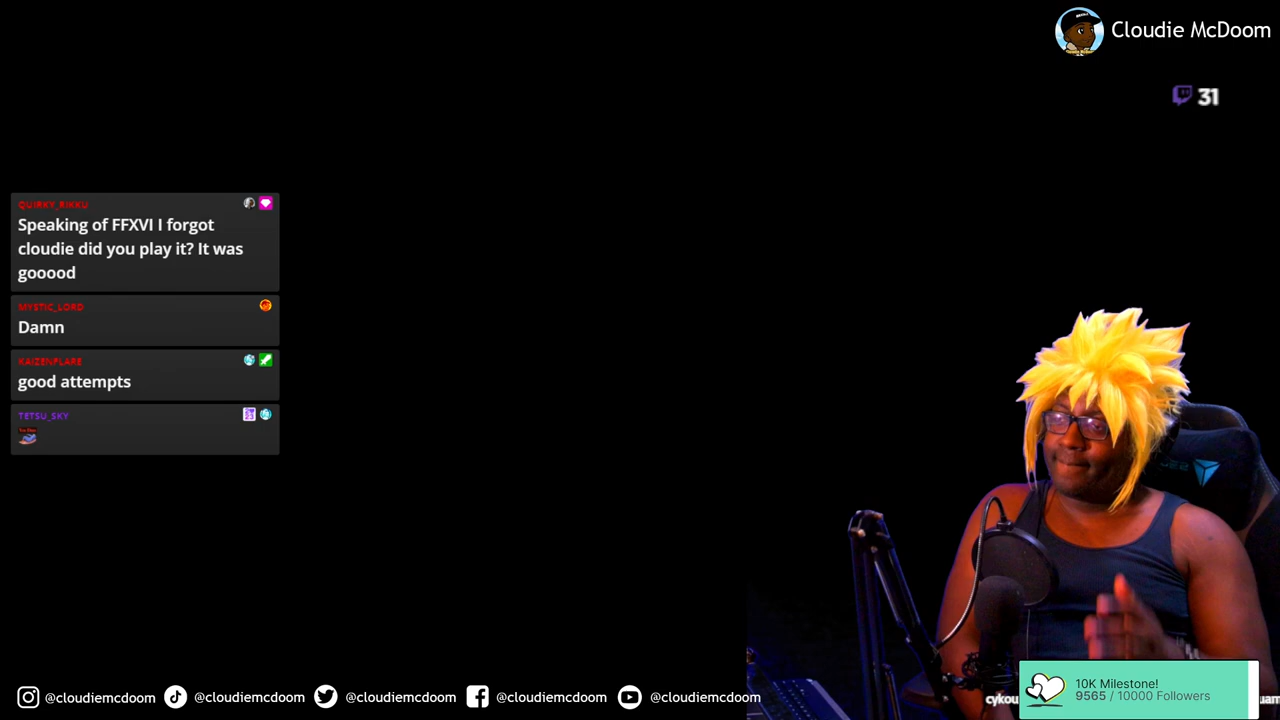 Cloudie McDoom
31
QUIRKY_RIKKU
Speaking of FFXVI I forgot
cloudie did you play it? It was
gooood
MYSTIC_LORD
Damn
KAIZENFLARE
good attempts
TETSU_SKY
10K Milestone!
9565 / 10000 Followers
cykou
@cloudiemcdoom
@cloudiemcdoom
@cloudiemcdoom
@cloudiemcdoom
@cloudiemcdoom